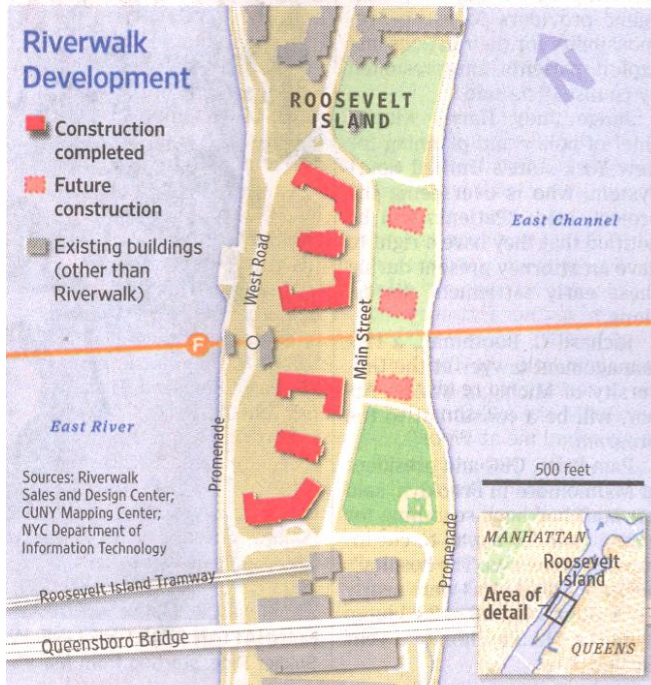 Riverwalk
Development
Construction
completed
Future
construction
Existing buildings
(other than
Riverwalk)
ROOSEVELT
ISLAND
N
East Channel
West Road
Main Street
F
East River
Promenade
Sources: Riverwalk
Sales and Design Center;
CUNY Mapping Center;
NYC Department of
Information Technology
500 feet
Promenade
MANHATTAN
Roosevelt
Island
Area of
detail
QUEENS
Roosevelt Island Tramway
Queensboro Bridge